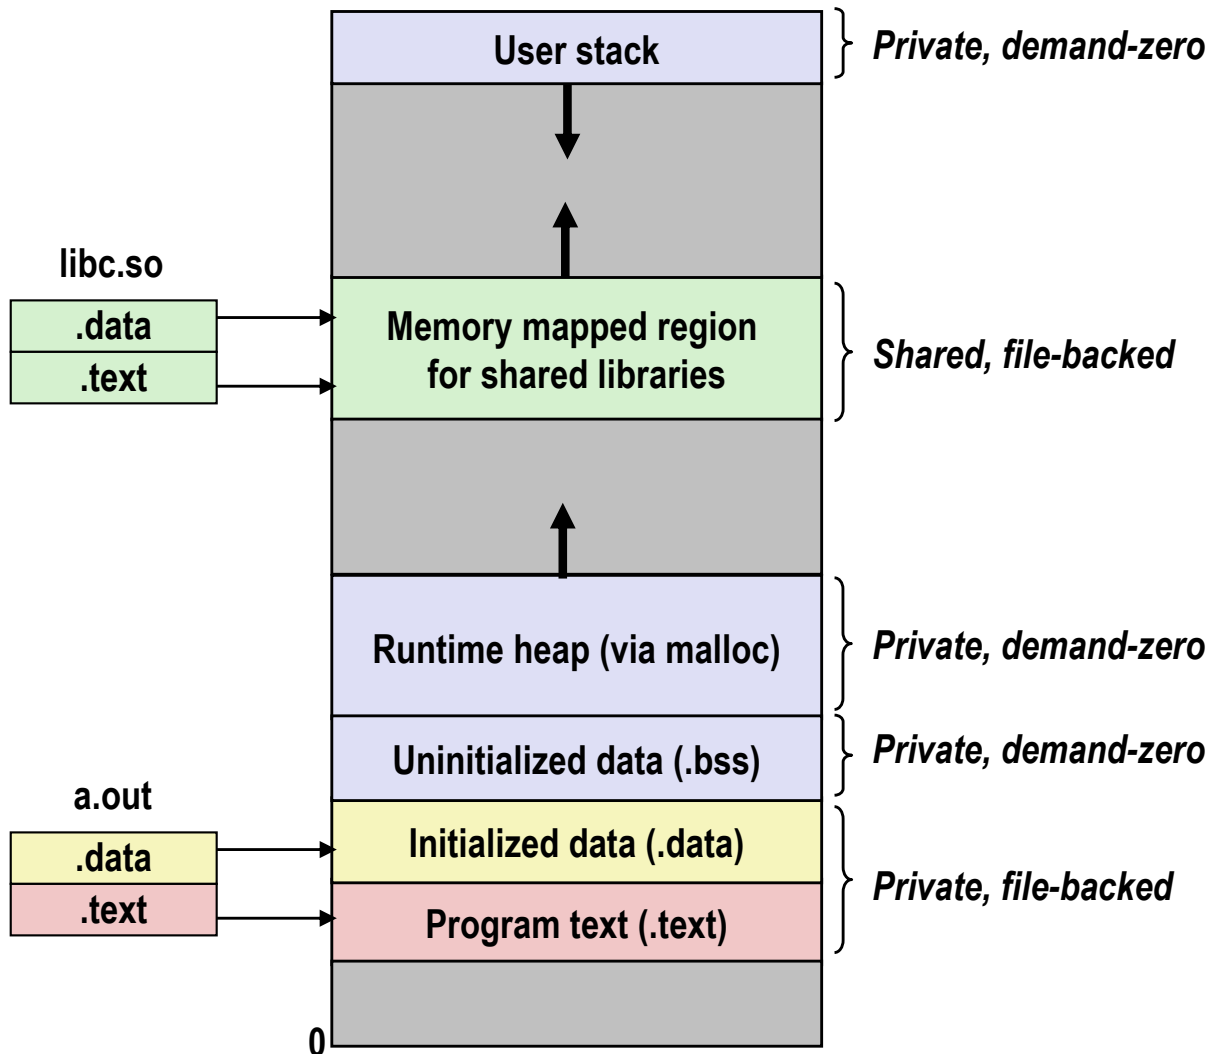 User stack
Private, demand-zero
libc.so
.data
.text
Memory mapped region
for shared libraries
Shared, file-backed
Runtime heap (via malloc)
Private, demand-zero
Uninitialized data (.bss)
Private, demand-zero
a.out
.data
.text
Initialized data (.data)
Program text (.text)
Private, file-backed
0